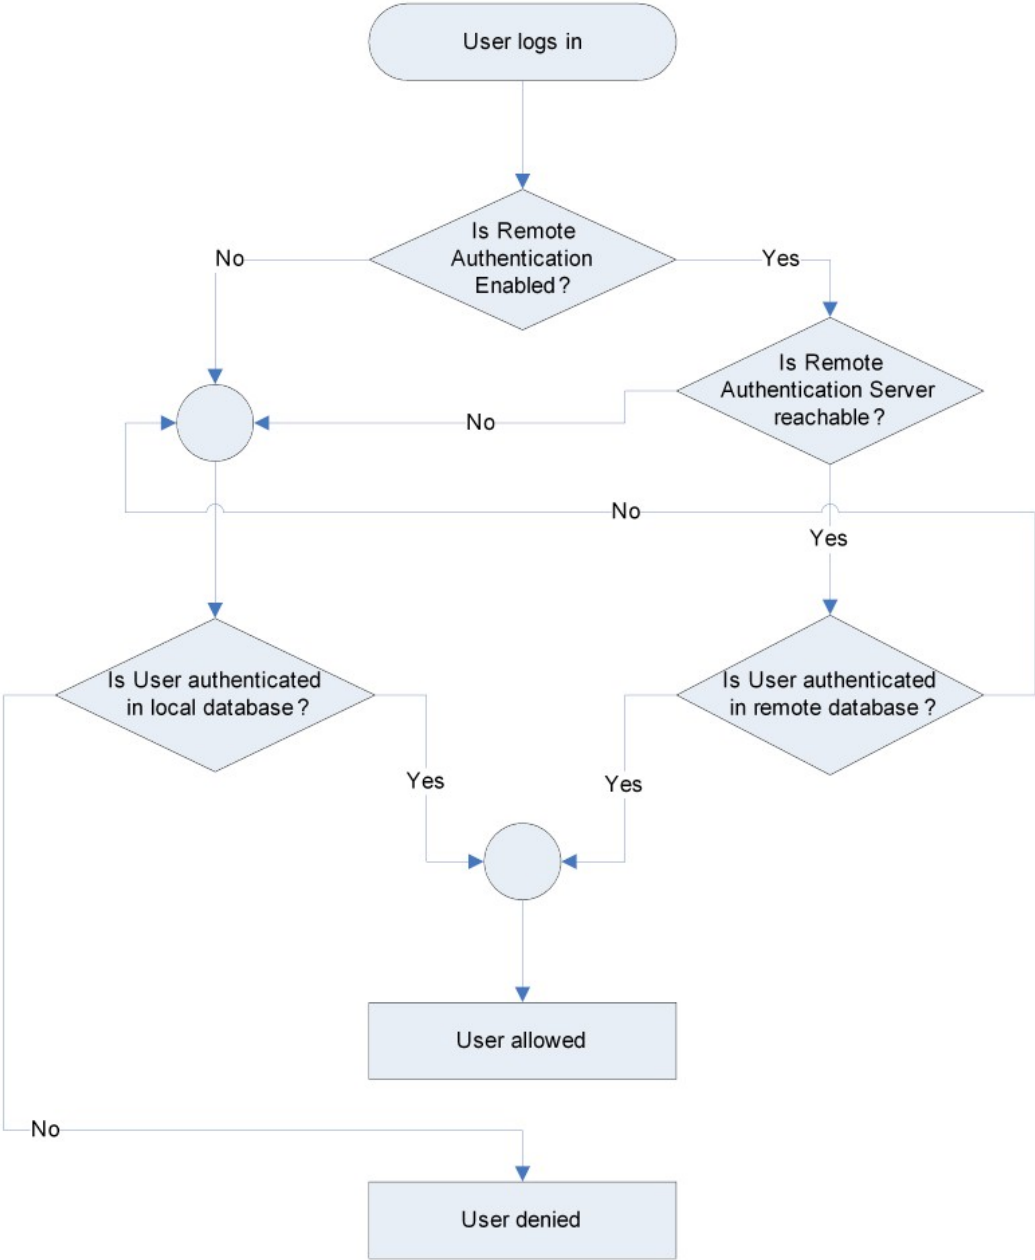 User logs in
Is Remote
Authentication
Enabled?
No
Yes
Is Remote
Authentication Server
reachable?
No
No
Yes
Is User authenticated
in local database?
Is User authenticated
in remote database?
Yes
Yes
User allowed
No
User denied